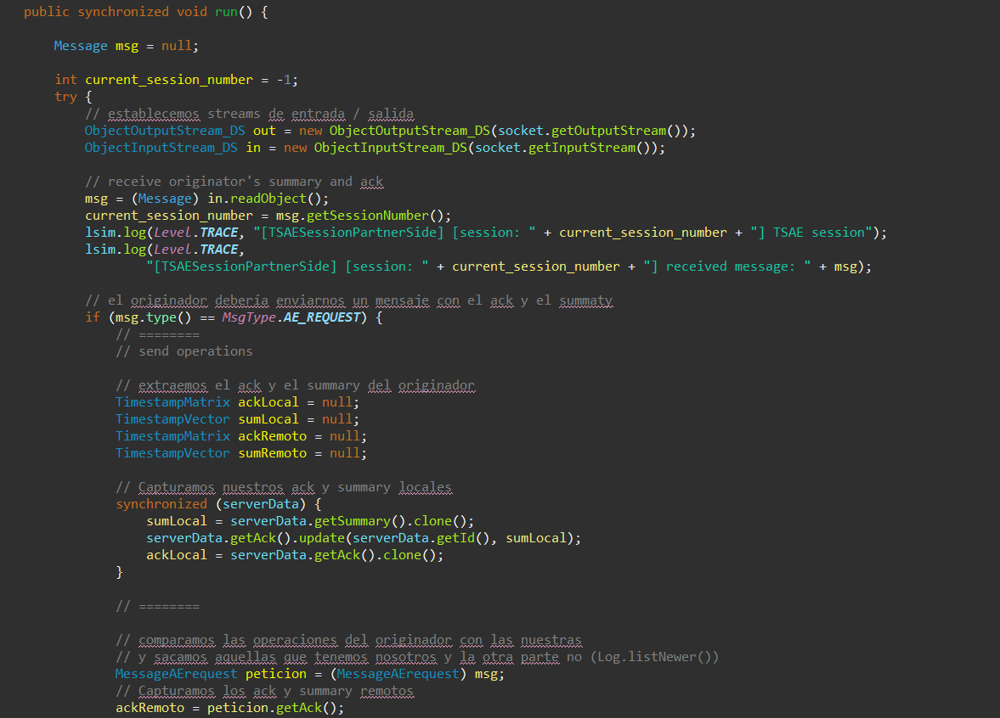 public synchronized void run() {
Message msg = null;
int current_session_number = -1;
try {
// establecemos streams de entrada / salida
ObjectOutputStream_DS out = new ObjectOutputStream_DS(socket.getOutputStream());
ObjectInputStream_DS in = new ObjectInputStream_DS(socket.getInputStream());
// receive originator's summary and ack
msg = (Message) in.readObject();
current_session_number = msg.getSessionNumber();
lsim.log(Level.TRACE, "[TSAESessionPartnerSide] [session: " + current_session_number + "] TSAE session");
lsim.log(Level.TRACE,
"[TSAESessionPartnerSide] [session: " + current_session_number + "] received message: " + msg);
// el originador debería enviarnos un mensaje con el ack y el summaty
if (msg.type() == MsgType.AE_REQUEST) {
// ========
// send operations
// extraemos el ack y el summary del originador
TimestampMatrix ackLocal = null;
TimestampVector sumLocal = null;
TimestampMatrix ackRemoto = null;
TimestampVector sumRemoto = null;
// Capturamos nuestros ack y summary locales
synchronized (serverData) {
sumLocal = serverData.getSummary().clone();
serverData.getAck().update(serverData.getId(), sumLocal);
ackLocal = serverData.getAck().clone();
}
// ========
// comparamos las operaciones del originador con las nuestras
// y sacamos aquellas que tenemos nosotros y la otra parte no (Log.listNewer())
MessageAErequest peticion = (MessageAErequest) msg;
// Capturamos los ack y summary remotos
ackRemoto = peticion.getAck();